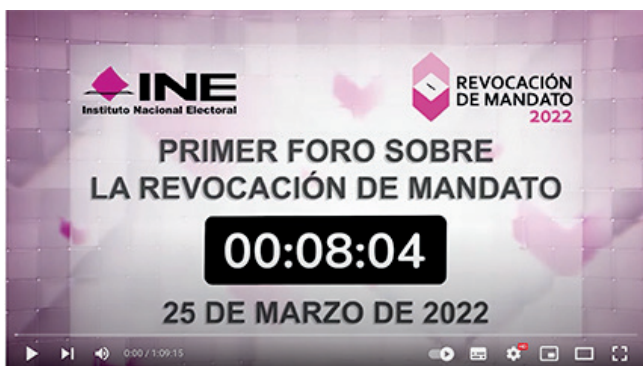 INE
Instituto Nacional Electoral
REVOCACIÓN
DE MANDATO
2022
PRIMER FORO SOBRE
LA REVOCACIÓN DE MANDATO
00:08:04
25 DE MARZO DE 2022
0:00 / 1:09:15